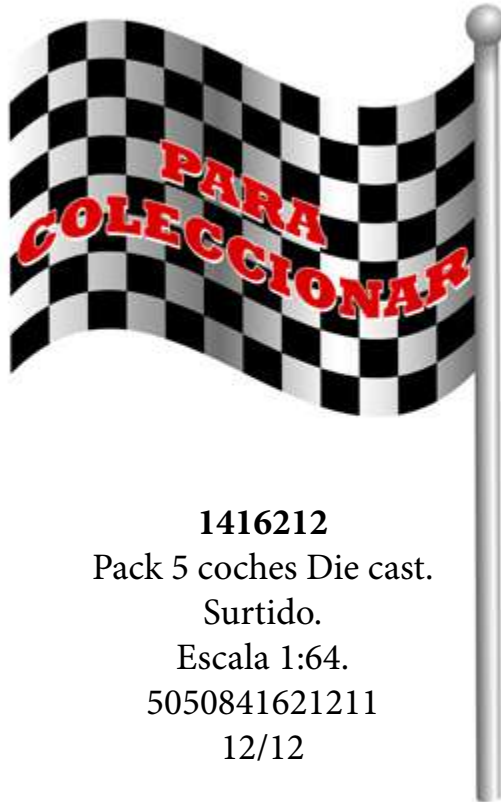 PARA
COLECCIONAR
1416212
Pack 5 coches Die cast.
Surtido.
Escala 1:64.
5050841621211
12/12